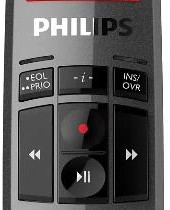 PHILIPS
•EOL
••PRIO
-i-
INS/
OVR